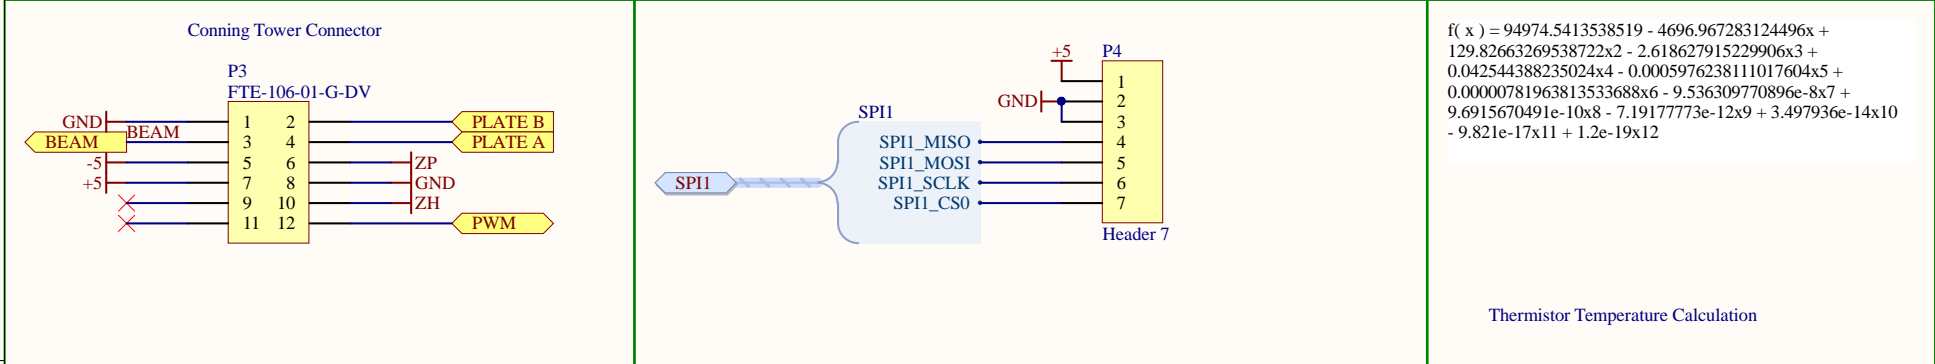 Conning Tower Connector
P3
FTE-106-01-G-DV
GND 1 2 PLATE B
BEAM BEAM 3 4 PLATE A
-5 5 6 ZP
+5 7 8 GND
9 10 ZH
11 12 PWM
+5 P4
1
GND 2
SPI1 3
SPI1_MISO 4
SPI1_MOSI 5
SPI1 SPI1_SCLK 6
SPI1_CS0 7
Header 7
f( x ) = 94974.5413538519 - 4696.967283124496x +
129.82663269538722x2 - 2.618627915229906x3 +
0.042544388235024x4 - 0.0005976238111017604x5 +
0.00000781963813533688x6 - 9.536309770896e-8x7 +
9.6915670491e-10x8 - 7.19177773e-12x9 + 3.497936e-14x10
- 9.821e-17x11 + 1.2e-19x12
Thermistor Temperature Calculation